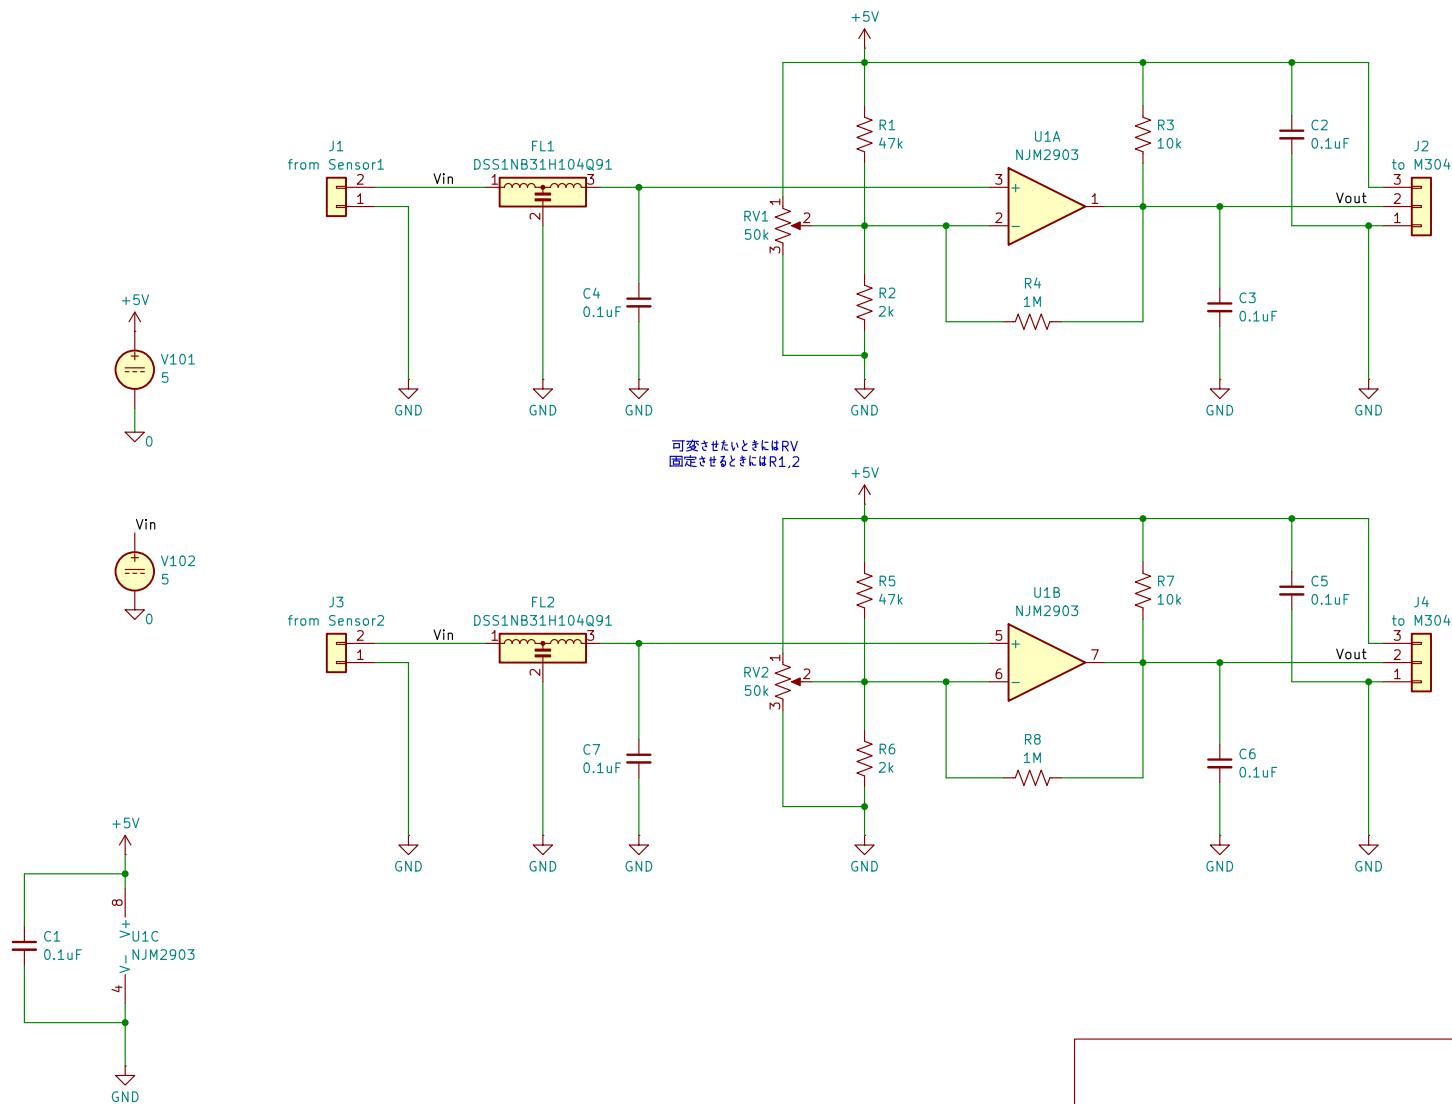 +5V
R1
47k
R3
10k
C2
0.1uF
J2
to M304
3
2
1
Vout
U1A
NJM2903
3
2
1
+
−
J1
from Sensor1
2
1
Vin
FL1
DSS1NB31H104Q91
1
3
2
RV1
50k
1
2
3
C4
0.1uF
R2
2k
R4
1M
C3
0.1uF
GND
GND
GND
GND
GND
GND
+5V
V101
5
0
可変させたいときにはRV
固定させるときにはR1,2
Vin
V102
5
0
+5V
R5
47k
R7
10k
C5
0.1uF
J4
to M304
3
2
1
Vout
U1B
NJM2903
5
6
7
+
−
J3
from Sensor2
2
1
Vin
FL2
DSS1NB31H104Q91
1
3
2
RV2
50k
1
2
3
C7
0.1uF
R6
2k
R8
1M
C6
0.1uF
GND
GND
GND
GND
GND
GND
+5V
8
V+
V−
4
U1C
NJM2903
C1
0.1uF
GND